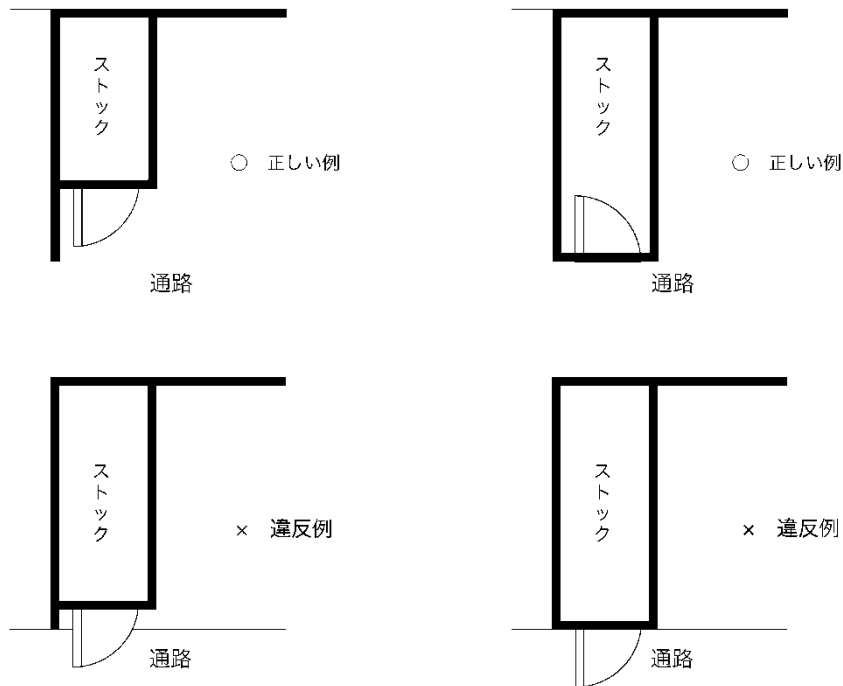 ストック
○ 正しい例
通路
ストック
○ 正しい例
通路
ストック
× 違反例
通路
ストック
× 違反例
通路